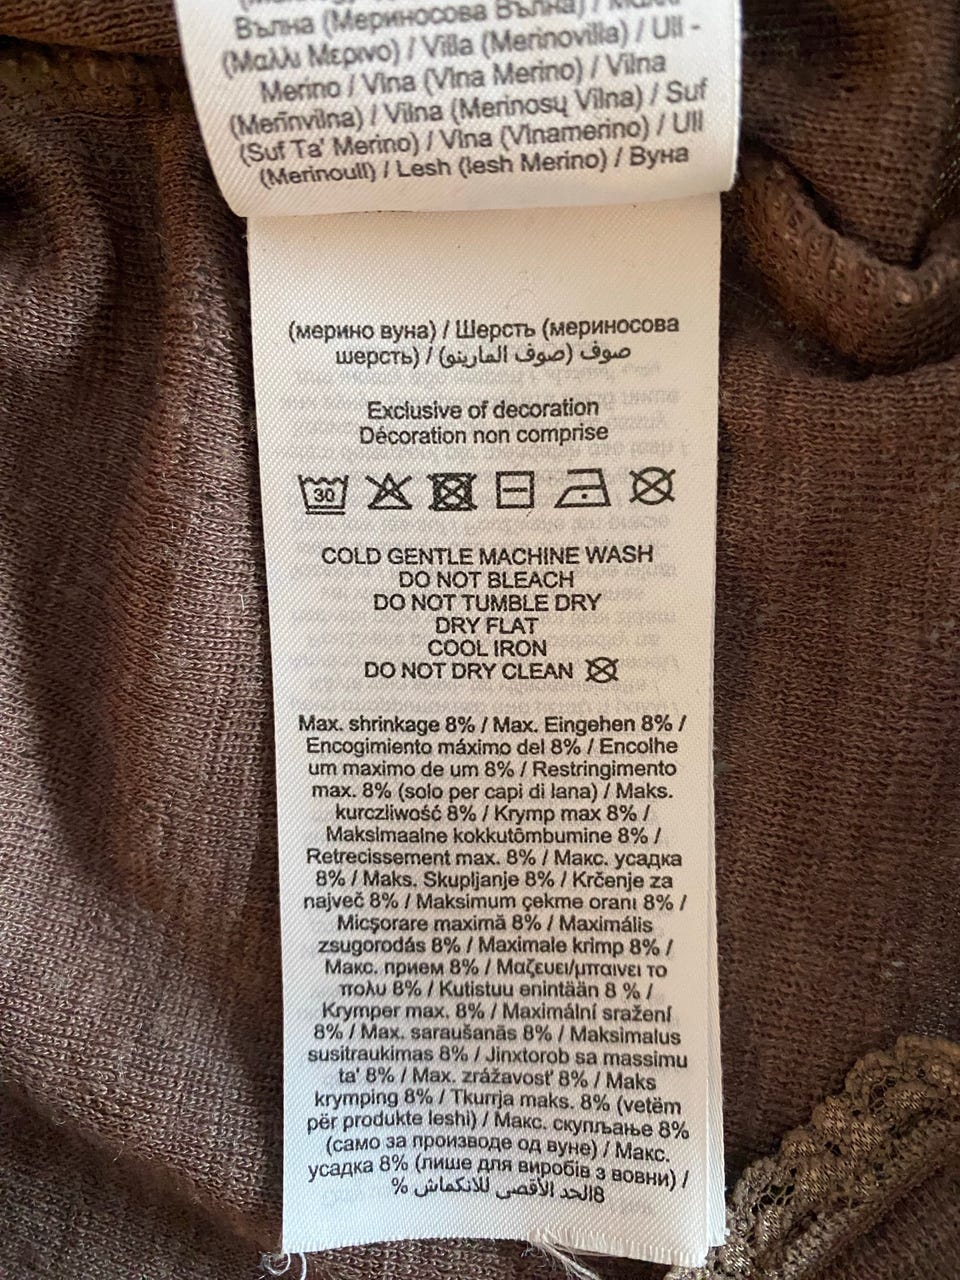 Вълна (Мериносова Вълна) /
(Μαλλι Μερινο) / Villa (Merinovilla) / Ull -
Merino / Vlna (Vlna Merino) / Vilna
(Merīnvilna) / Vilna (Merinosų Vilna) / Suf
(Suf Ta' Merino) / Vlna (Vlnamerino) / Ull
(Merinoull) / Lesh (lesh Merino) / Вуна
(мерино вуна) / Шерсть (мериносова
шерсть) / صوف (صوف المارينو)
Exclusive of decoration
Décoration non comprise
30
COLD GENTLE MACHINE WASH
DO NOT BLEACH
DO NOT TUMBLE DRY
DRY FLAT
COOL IRON
DO NOT DRY CLEAN
Max. shrinkage 8% / Max. Eingehen 8% /
Encogimiento máximo del 8% / Encolhe
um maximo de um 8% / Restringimento
max. 8% (solo per capi di lana) / Maks.
kurczliwość 8% / Krymp max 8% /
Maksimaalne kokkutõmbumine 8% /
Retrecissement max. 8% / Макс. усадка
8% / Maks. Skupljanje 8% / Krčenje za
največ 8% / Maksimum çekme oranı 8% /
Micşorare maximă 8% / Maximális
zsugorodás 8% / Maximale krimp 8% /
Макс. прием 8% / Μαζευει/μπαινει το
πολυ 8% / Kutistuu enintään 8 % /
Krymper max. 8% / Maximální sražení
8% / Max. saraušanās 8% / Maksimalus
susitraukimas 8% / Jinxtorob sa massimu
ta' 8% / Max. zrážavosť 8% / Maks
krymping 8% / Tkurrja maks. 8% (vetëm
për produkte leshi) / Макс. скупљање 8%
(само за производе од вуне) / Макс.
усадка 8% (лише для виробів з вовни) /
8الحد الأقصى للانكماش %